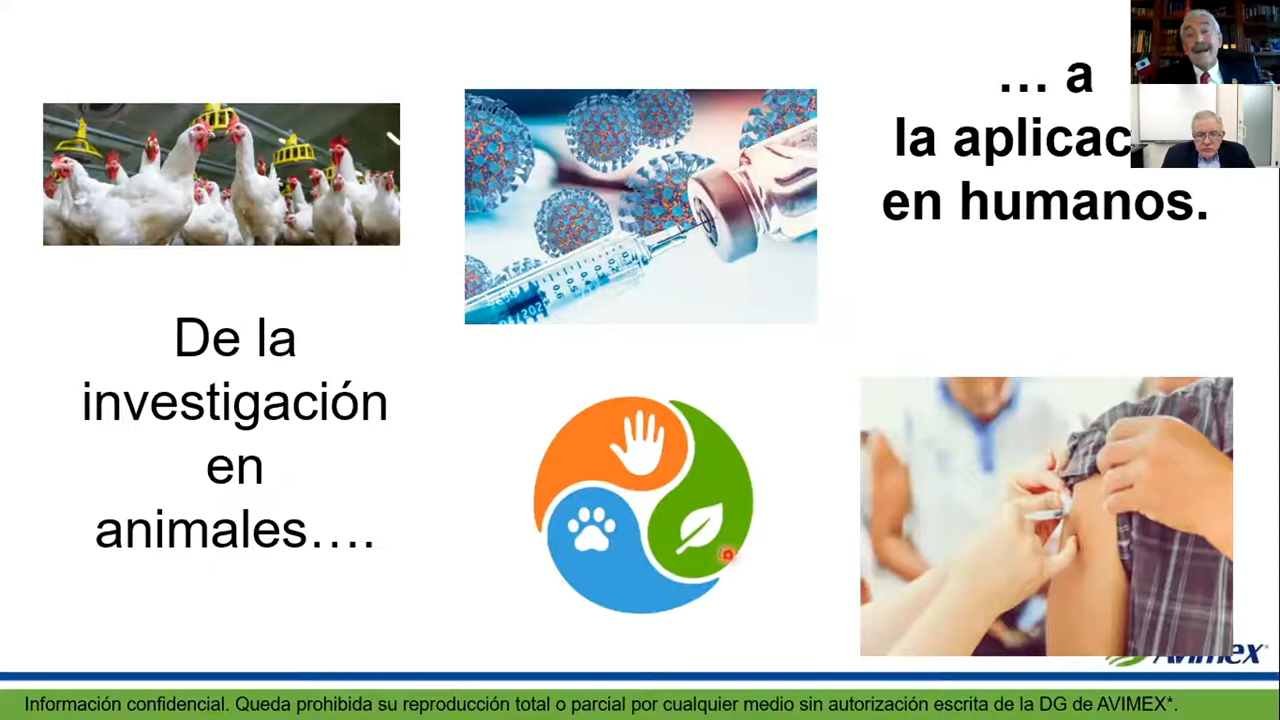 De la
investigación
en
animales….
… a
la aplicac
en humanos.
Avimex
Información confidencial. Queda prohibida su reproducción total o parcial por cualquier medio sin autorización escrita de la DG de AVIMEX*.